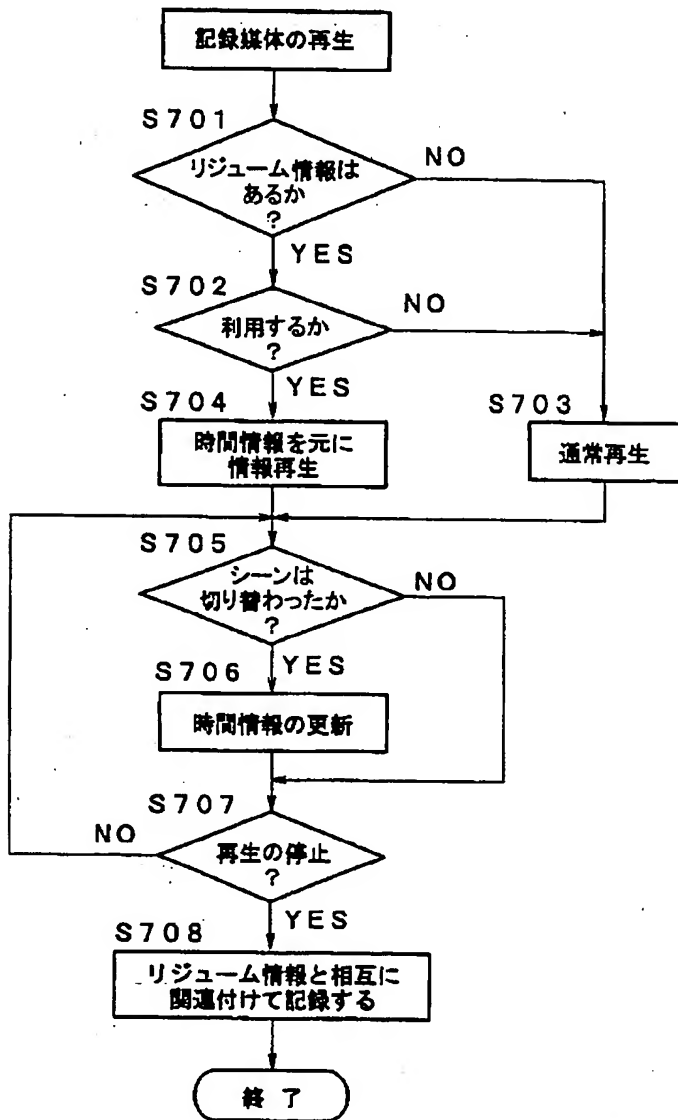 記録媒体の再生
S701
リジューム情報は
あるか
?
NO
YES
S702
利用するか
?
NO
YES
S704
時間情報を元に
情報再生
S703
通常再生
S705
シーンは
切り替わったか
?
NO
YES
S706
時間情報の更新
S707
再生の停止
?
NO
YES
S708
リジューム情報と相互に
関連付けて記録する
終了